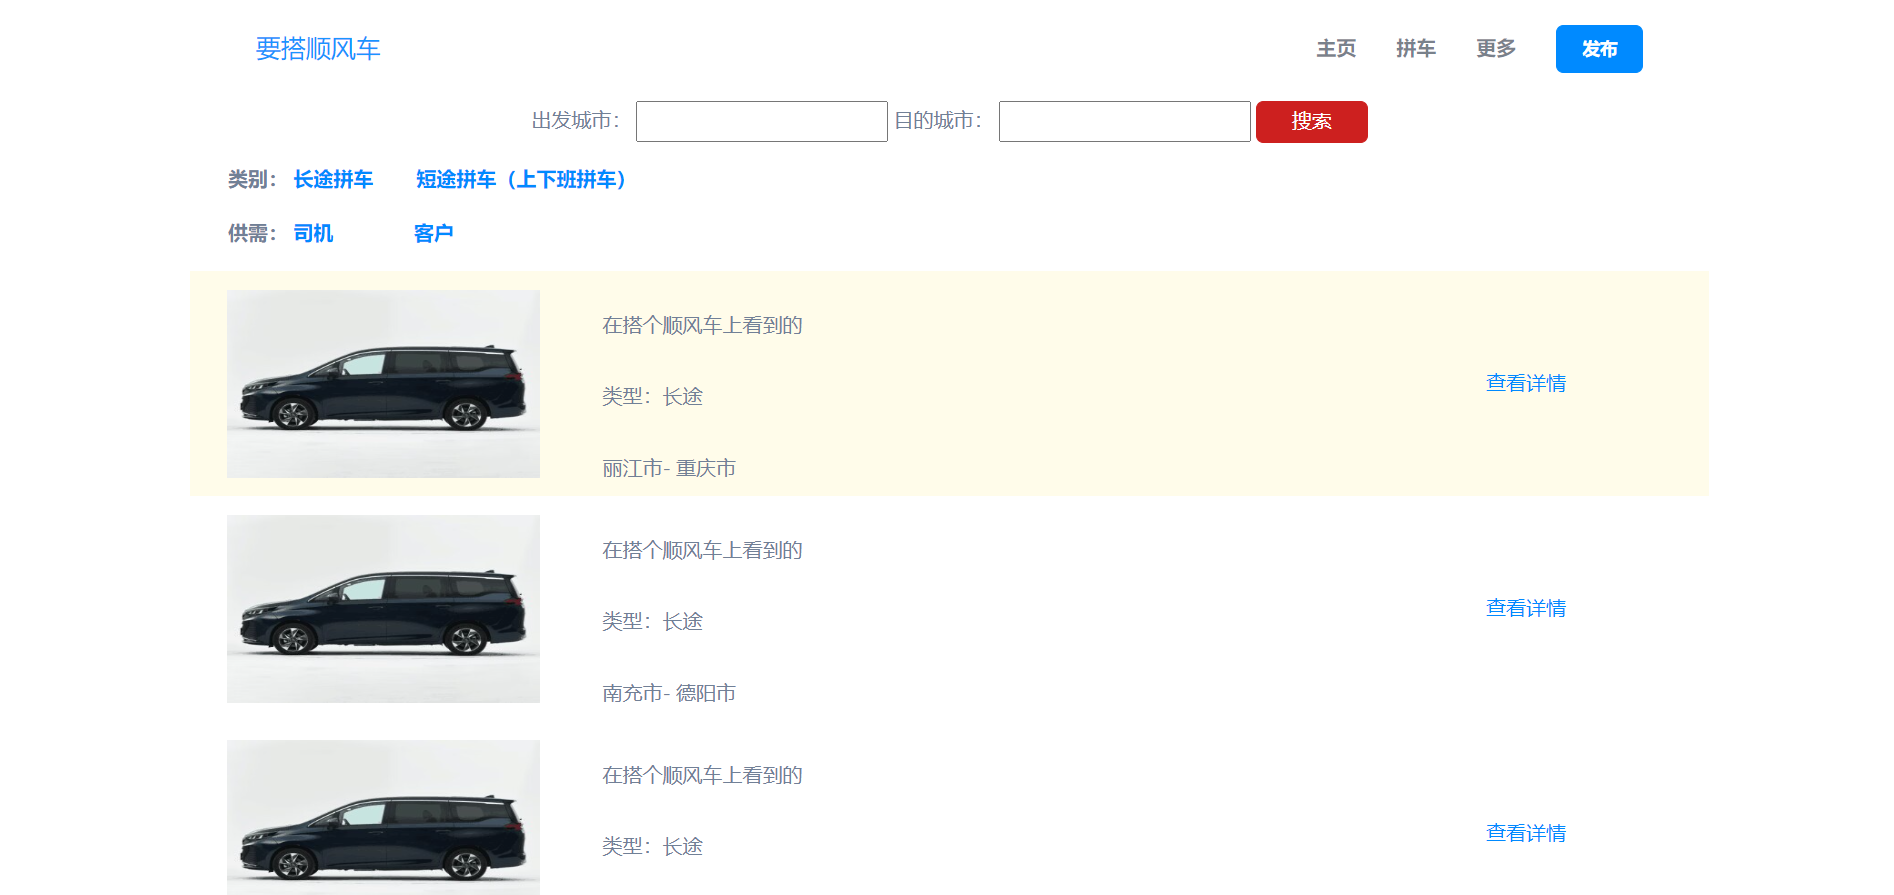 要搭顺风车 主页 拼车 更多 发布
出发城市： 目的城市： 搜索
类别： 长途拼车 短途拼车（上下班拼车）
供需： 司机 客户
在搭个顺风车上看到的
类型：长途
查看详情
丽江市- 重庆市
在搭个顺风车上看到的
类型：长途
查看详情
南充市- 德阳市
在搭个顺风车上看到的
类型：长途
查看详情